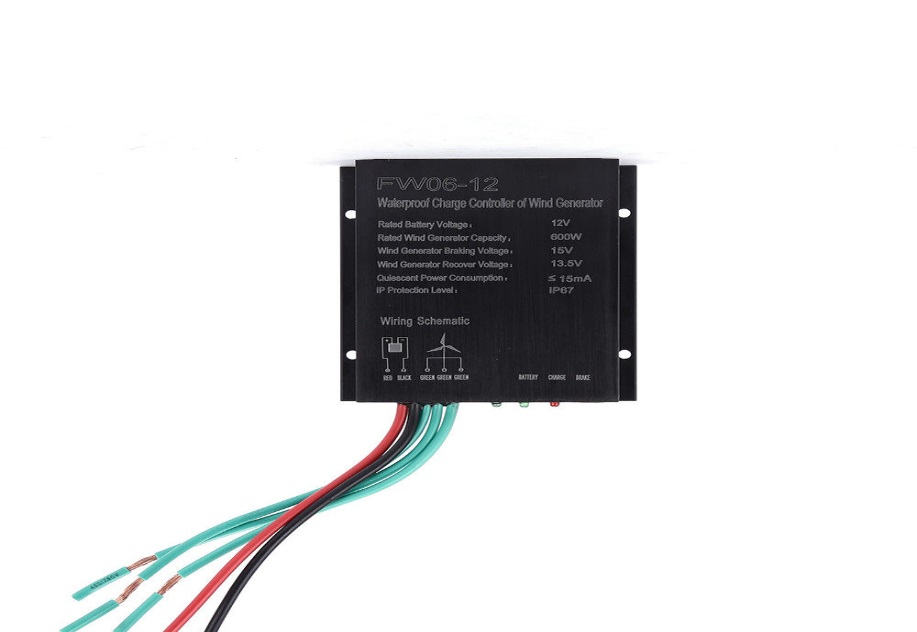 FW06-12
Waterproof Charge Controller of Wind Generator
Rated Battery Voltage: 12V
Rated Wind Generator Capacity: 600W
Wind Generator Braking Voltage: 15V
Wind Generator Recover Voltage: 13.5V
Quiescent Power Consumption: ≤ 15mA
IP Protection Level: IP67
Wiring Schematic
+ -
RED BLACK GREEN GREEN GREEN BATTERY CHARGE BRAKE